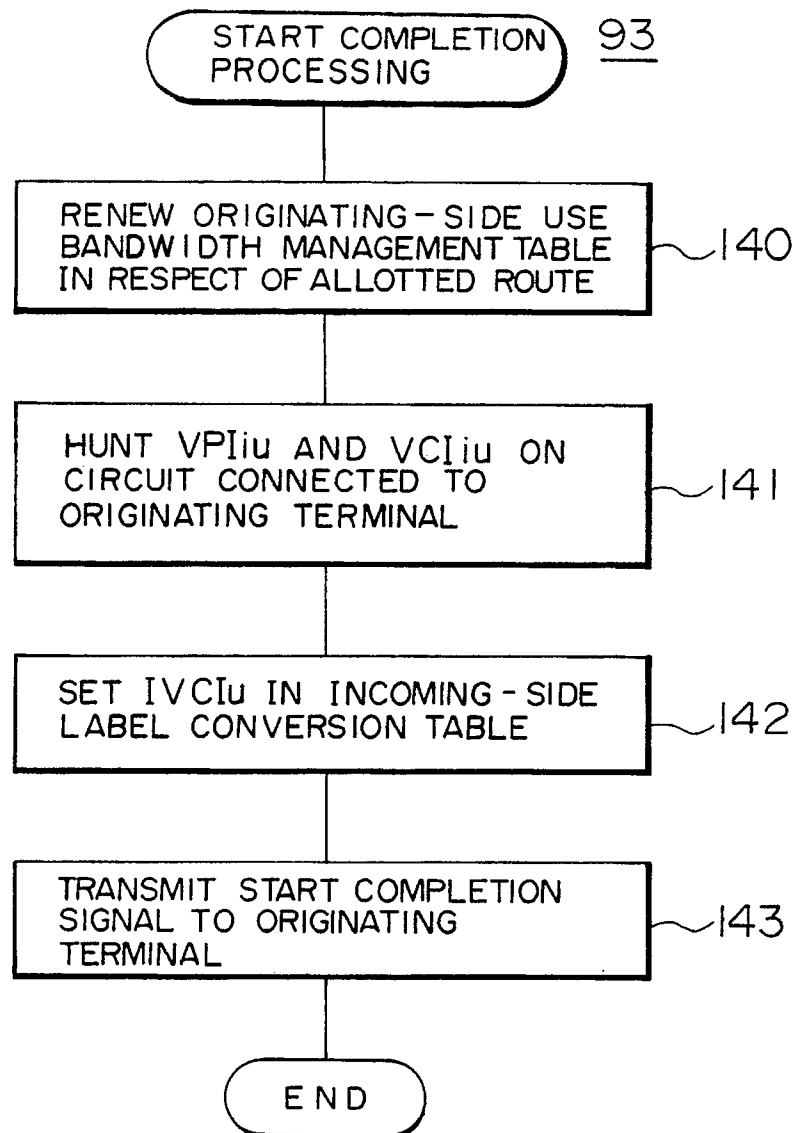 START COMPLETION
PROCESSING
93
RENEW ORIGINATING-SIDE USE
BANDWIDTH MANAGEMENT TABLE
IN RESPECT OF ALLOTTED ROUTE
140
HUNT VPIiu AND VCIiu ON
CIRCUIT CONNECTED TO
ORIGINATING TERMINAL
141
SET IVCIu IN INCOMING-SIDE
LABEL CONVERSION TABLE
142
TRANSMIT START COMPLETION
SIGNAL TO ORIGINATING
TERMINAL
143
END